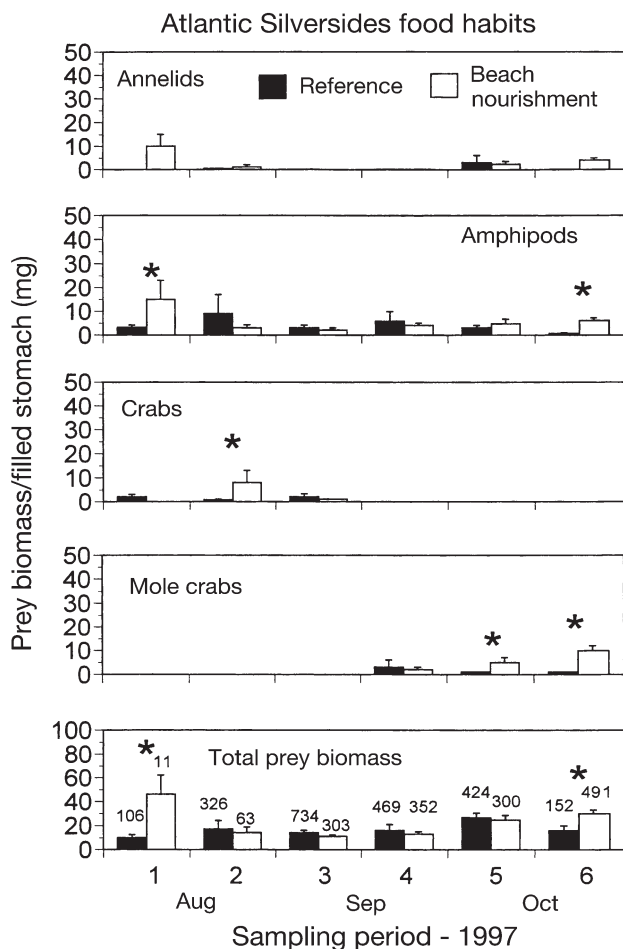 Atlantic Silversides food habits
Prey biomass/filled stomach (mg)
50
40
30
20
10
0
Annelids
Reference
Beach
nourishment
50
40
30
20
10
0
Amphipods
*
*
50
40
30
20
10
0
Crabs
*
50
40
30
20
10
0
Mole crabs
*
*
100
80
60
40
20
0
Total prey biomass
*
*
106 11 326 63 734 303 469 352 424 300 152 491
1 2 3 4 5 6
Aug Sep Oct
Sampling period - 1997